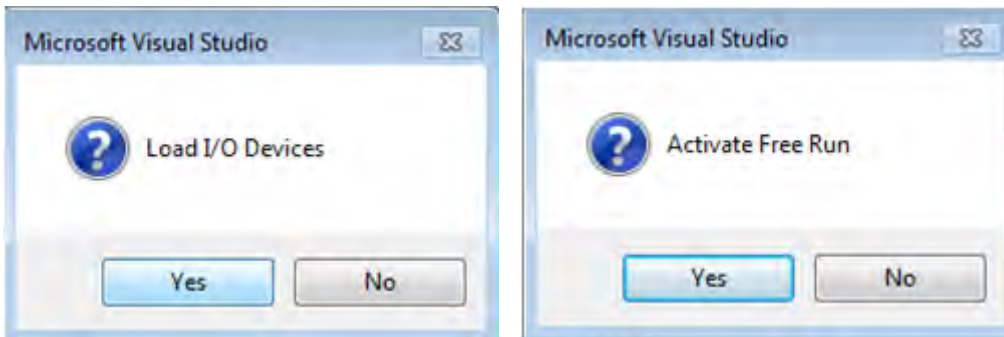 Microsoft Visual Studio
Load I/O Devices
Yes No
Microsoft Visual Studio
Activate Free Run
Yes No